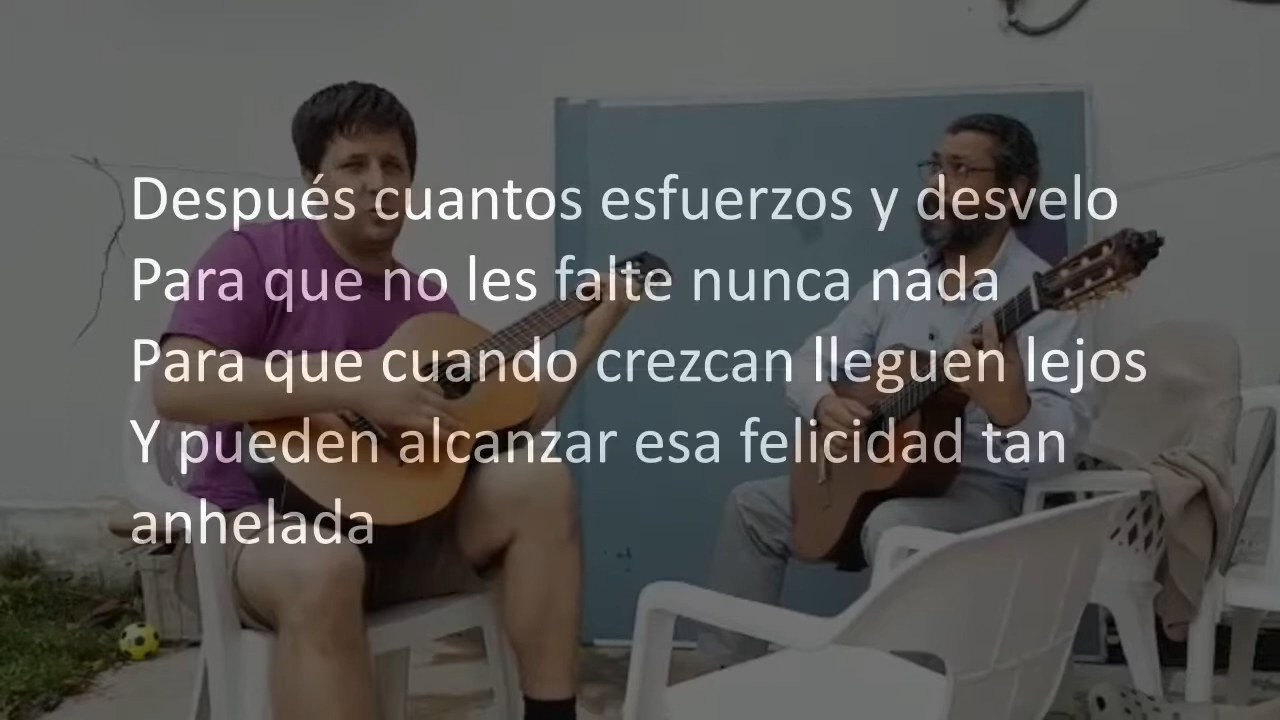 Después cuantos esfuerzos y desvelo
Para que no les falte nunca nada
Para que cuando crezcan lleguen lejos
Y pueden alcanzar esa felicidad tan
anhelada